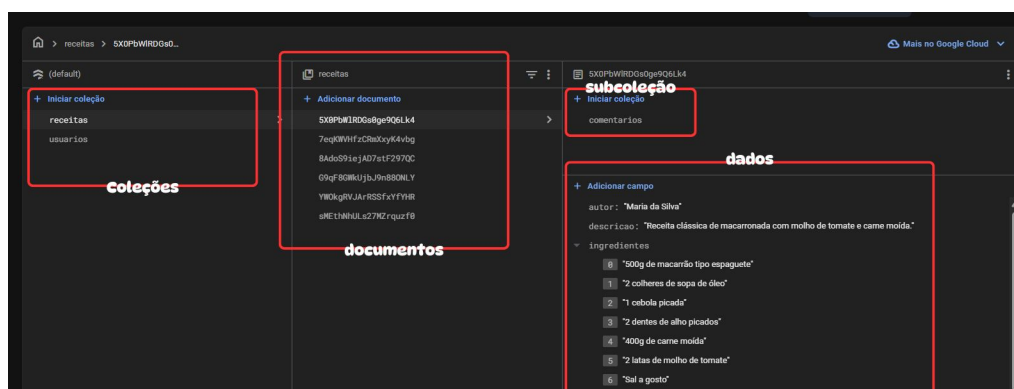 receitas > 5X0PbWlRDGs0...
Mais no Google Cloud
(default)
+ Iniciar coleção
receitas
usuarios
Coleções
receitas
+ Adicionar documento
5X0PbWlRDGs0ge9Q6Lk4
7eqKWVHfzCRmXxyK4vbg
8AdoS9iejAD7stF297QC
G9qF8GWkUjbJ9n88ONLY
YWOkgRVJArRSSfxYfYHR
sMEthNhULs27MZrquzf0
documentos
5X0PbWlRDGs0ge9Q6Lk4
subcoleção
+ Iniciar coleção
comentarios
dados
+ Adicionar campo
autor: "Maria da Silva"
descricao: "Receita clássica de macarronada com molho de tomate e carne moída."
ingredientes
0 "500g de macarrão tipo espaguete"
1 "2 colheres de sopa de óleo"
2 "1 cebola picada"
3 "2 dentes de alho picados"
4 "400g de carne moída"
5 "2 latas de molho de tomate"
6 "Sal a gosto"